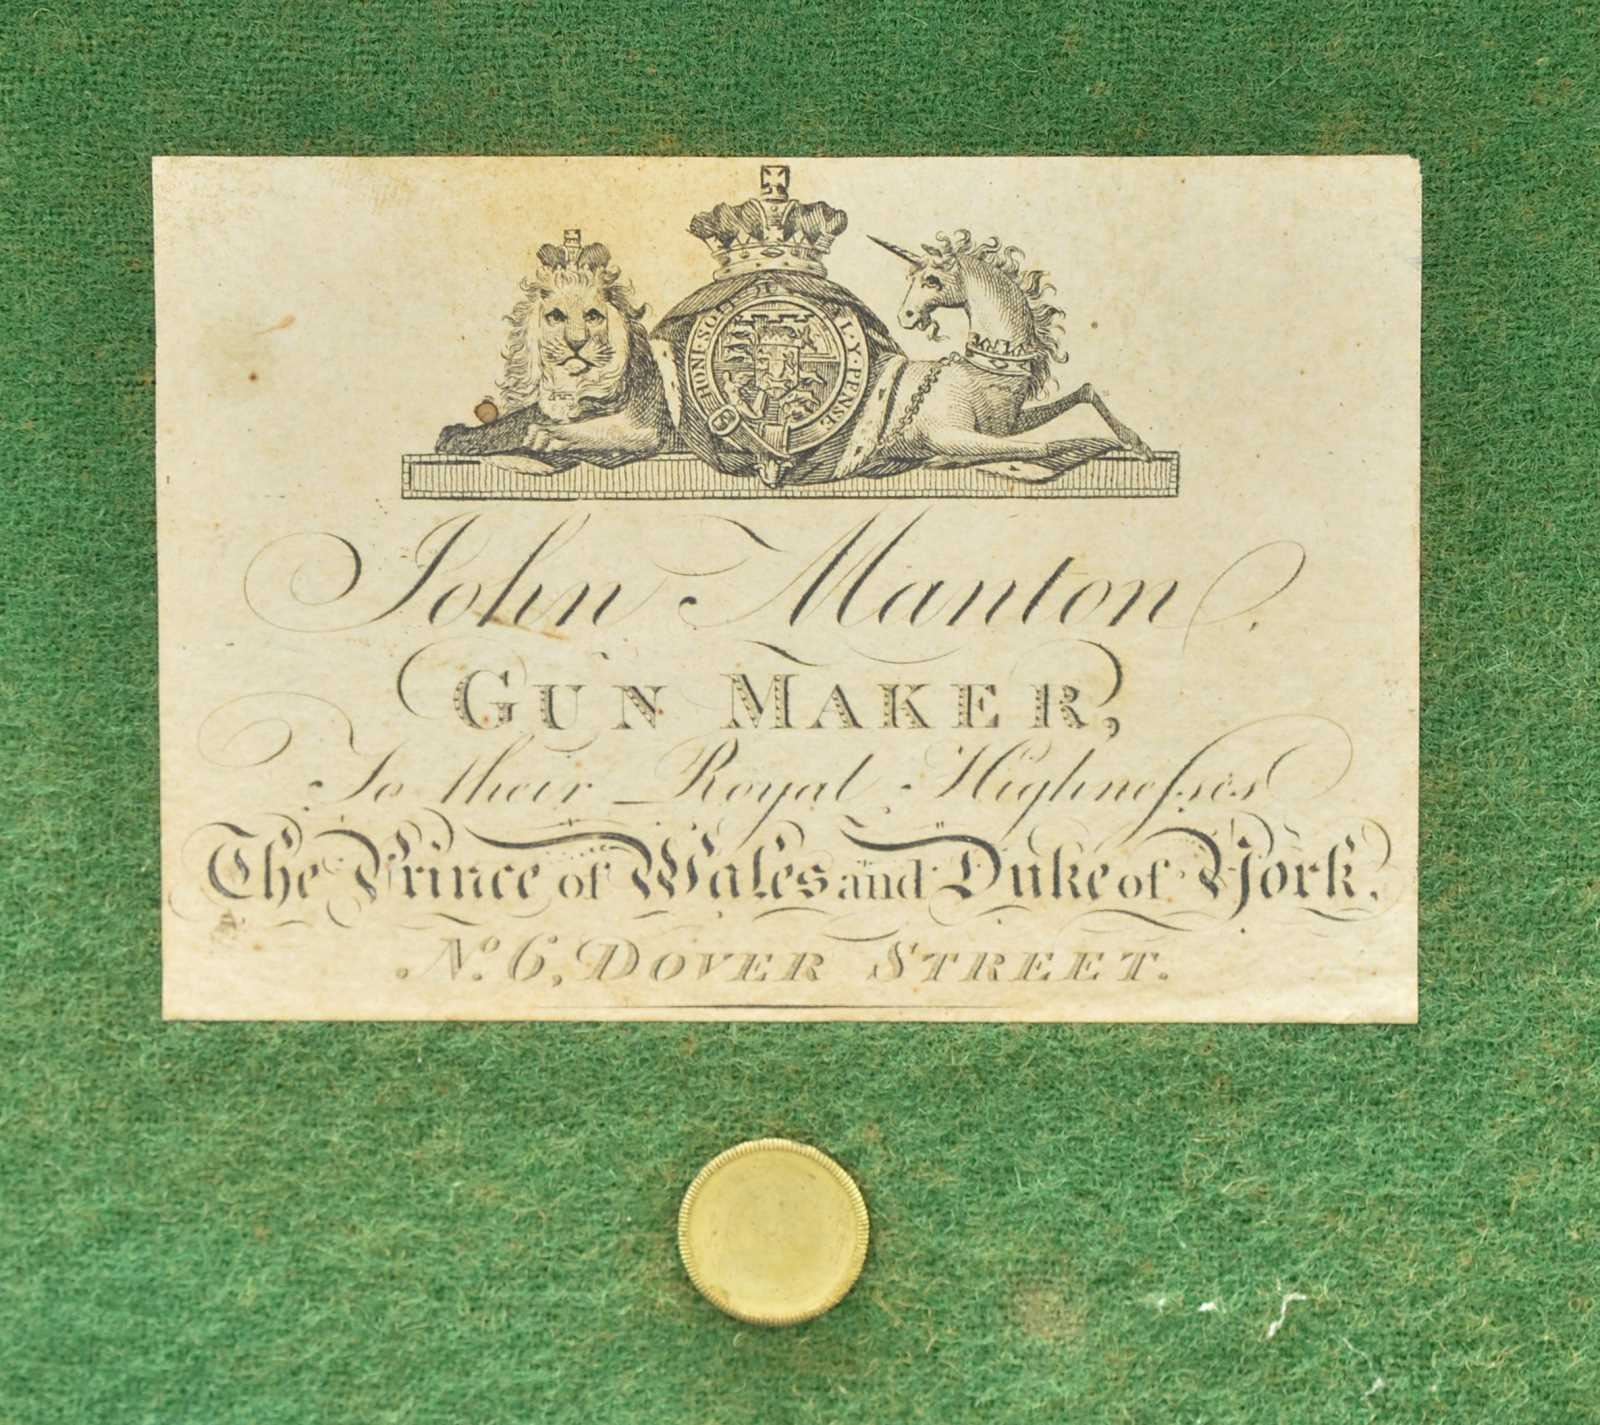 HONI·SOIT·QUI·MAL·Y·PENSE
John Manton.
GUN MAKER,
To their Royal Highneſses
The Prince of Wales and Duke of York.
No. 6, DOVER STREET.